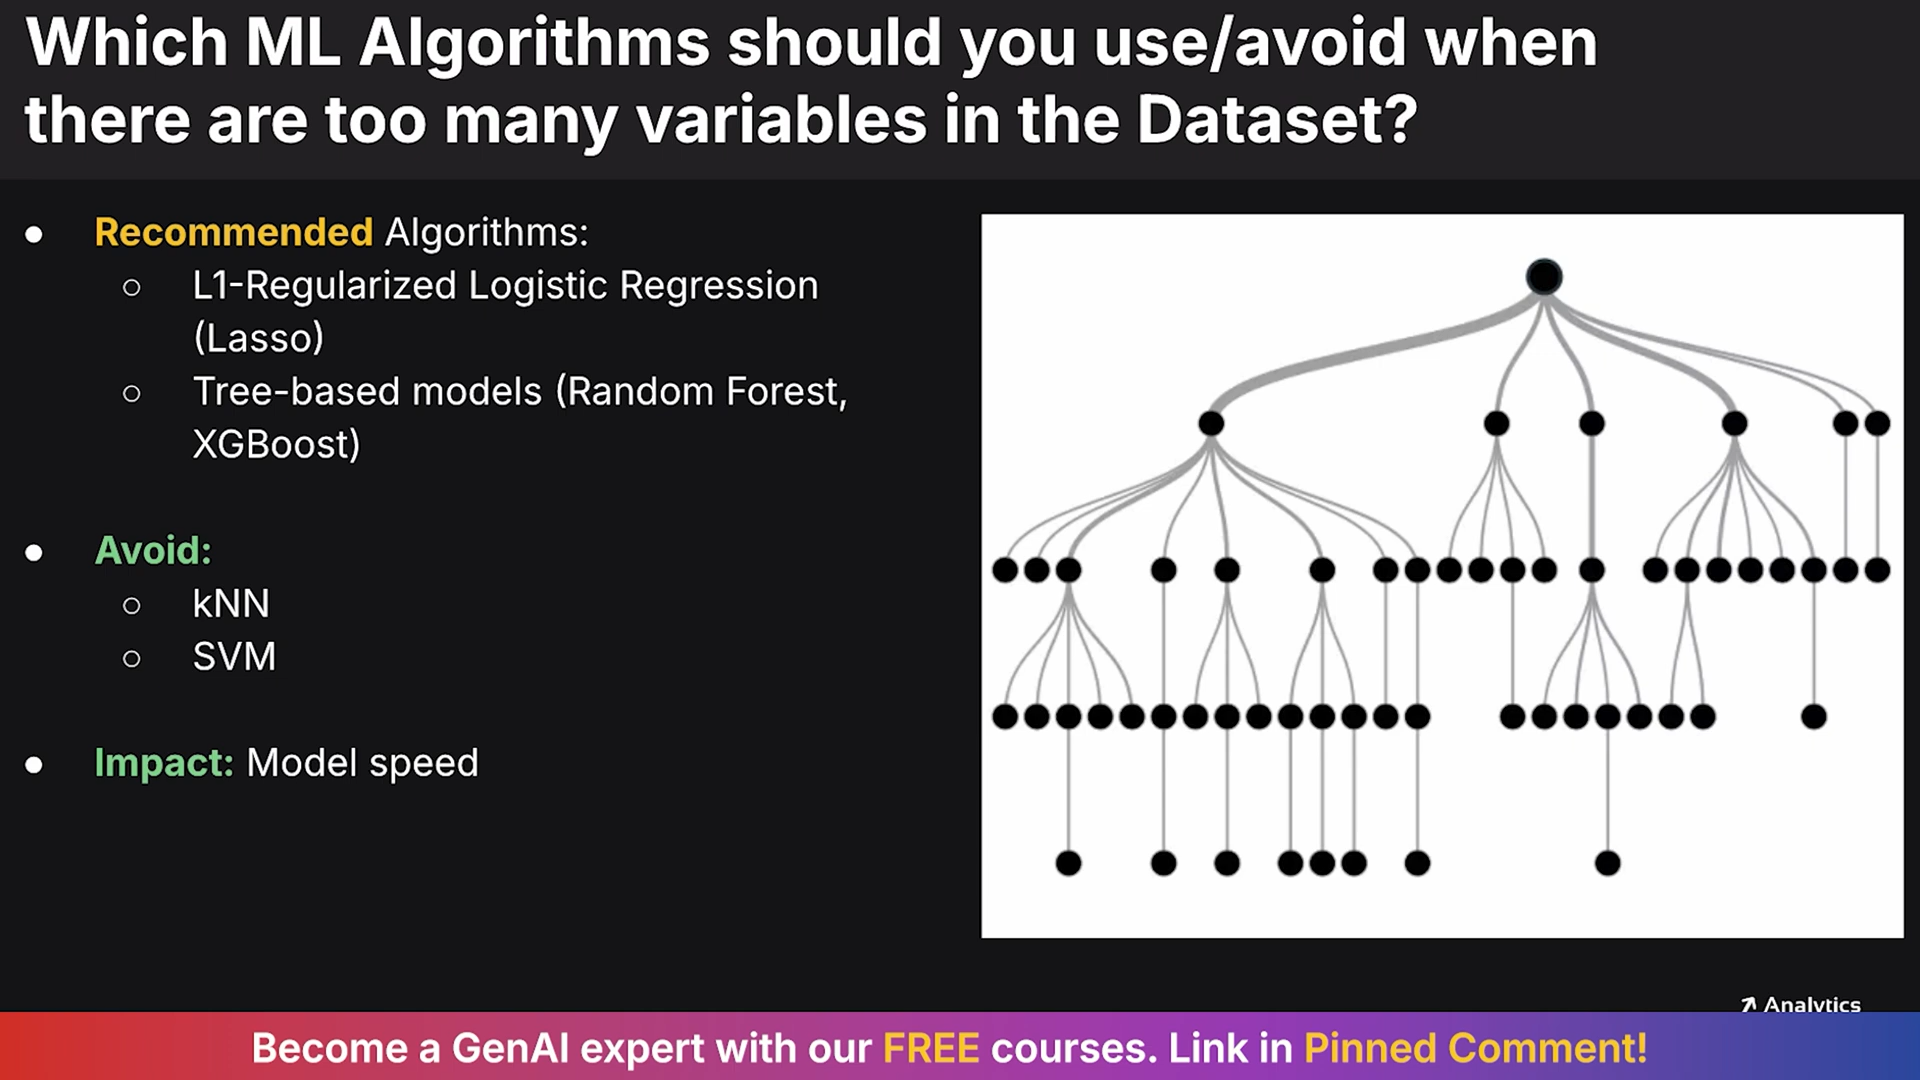 Which ML Algorithms should you use/avoid when
there are too many variables in the Dataset?
● Recommended Algorithms:
○ L1-Regularized Logistic Regression
(Lasso)
○ Tree-based models (Random Forest,
XGBoost)
● Avoid:
○ kNN
○ SVM
● Impact: Model speed
Analytics
Become a GenAI expert with our FREE courses. Link in Pinned Comment!